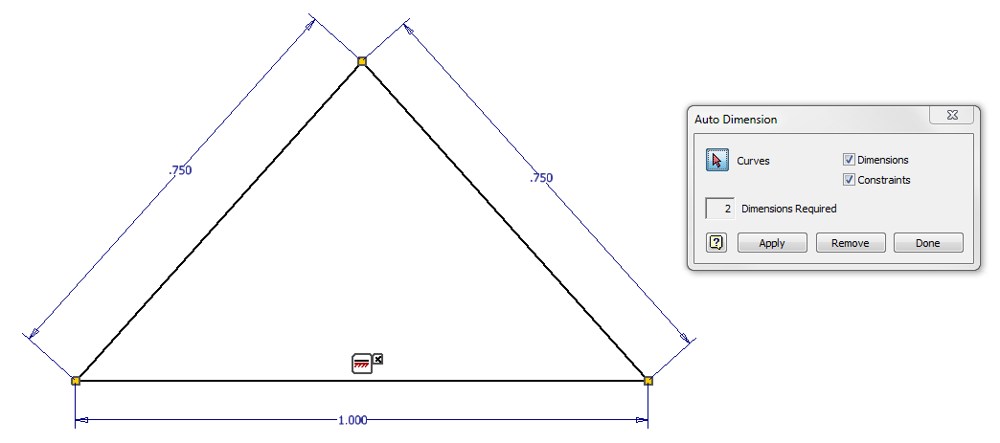 .750
.750
1.000
Auto Dimension
Curves
Dimensions
Constraints
2 Dimensions Required
?
Apply Remove Done